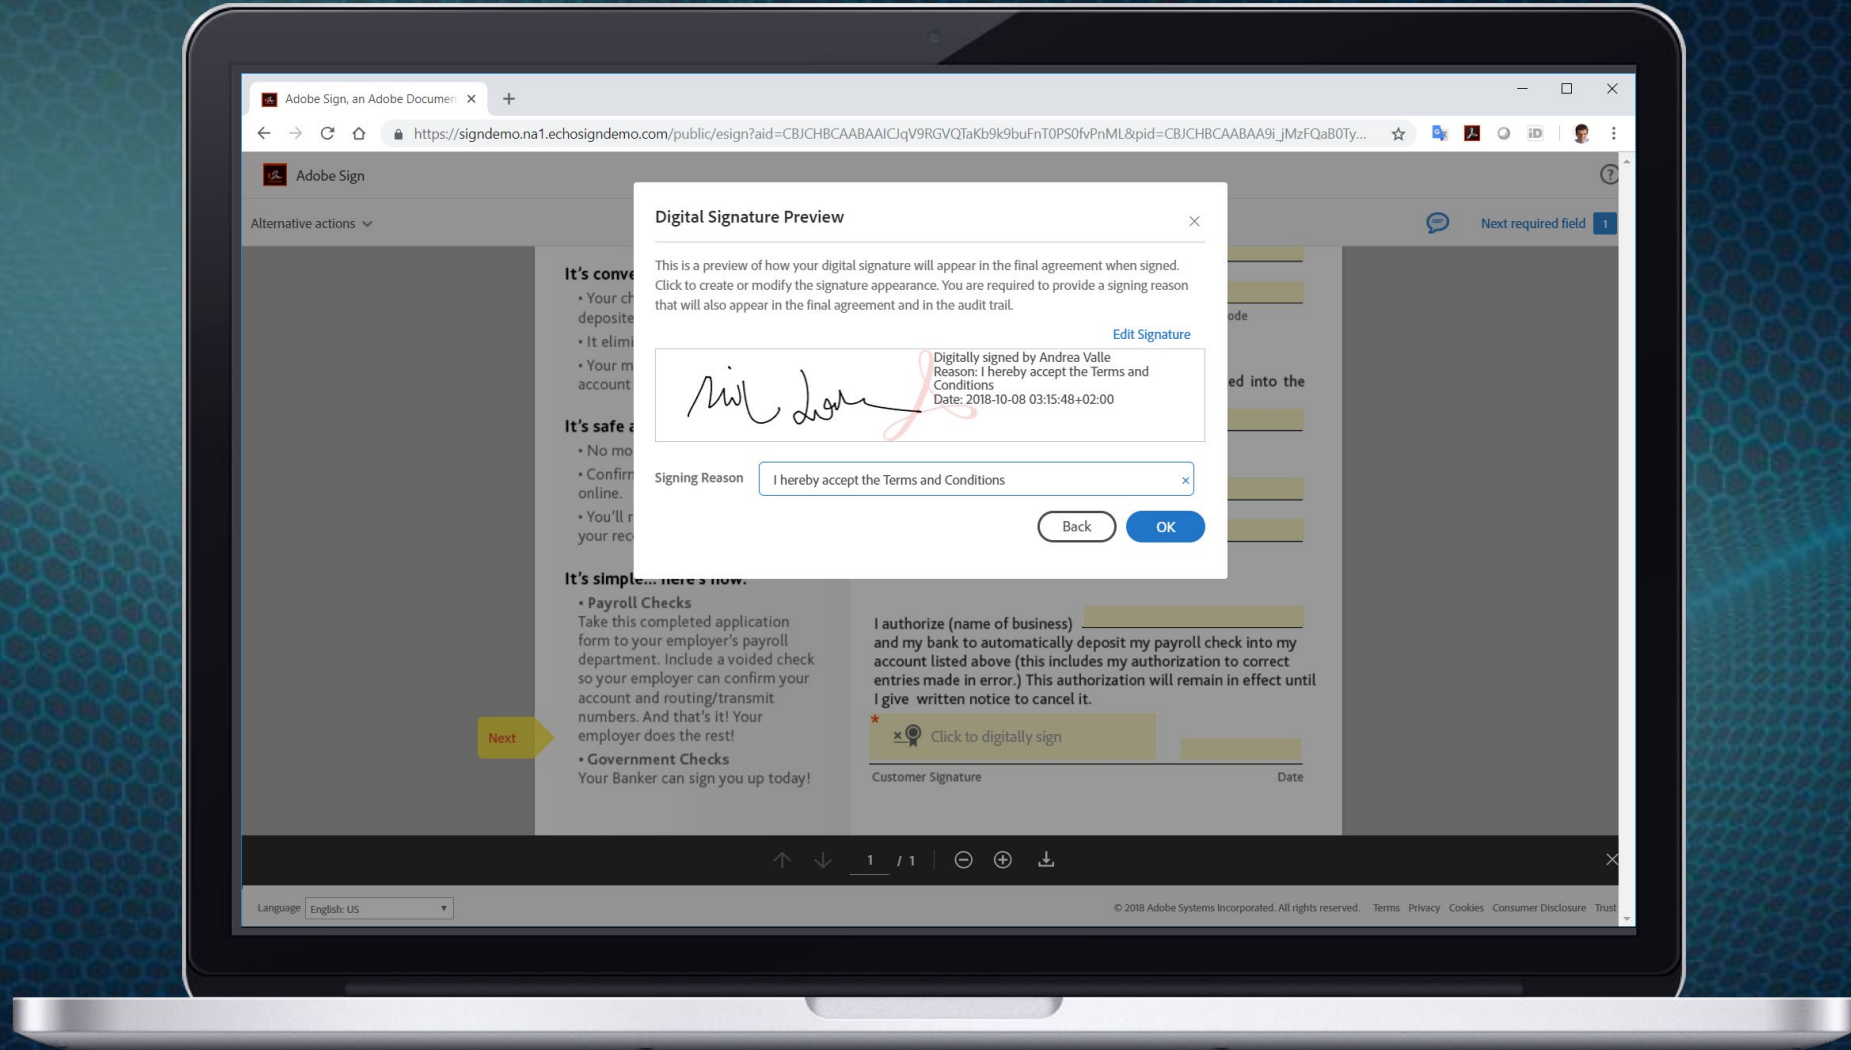 Adobe Sign, an Adobe Documen
https://signdemo.na1.echosigndemo.com/public/esign?aid=CBJCHBCAABAAICJqV9RGVQTaKb9k9buFnT0PS0fvPnML&pid=CBJCHBCAABAA9i_jMzFQaB0Ty...
Adobe Sign
Alternative actions
Next required field 1
Digital Signature Preview
This is a preview of how your digital signature will appear in the final agreement when signed.
Click to create or modify the signature appearance. You are required to provide a signing reason
that will also appear in the final agreement and in the audit trail.
Edit Signature
Digitally signed by Andrea Valle
Reason: I hereby accept the Terms and
Conditions
Date: 2018-10-08 03:15:48+02:00
Signing Reason I hereby accept the Terms and Conditions
Back OK
It's conve
• Your ch
deposite
• It elimi
• Your m
account
It's safe a
• No mo
• Confirm
online.
• You'll r
your rec
It's simple... here's how:
• Payroll Checks
Take this completed application
form to your employer's payroll
department. Include a voided check
so your employer can confirm your
account and routing/transmit
numbers. And that's it! Your
employer does the rest!
• Government Checks
Your Banker can sign you up today!
Next
ode
ed into the
I authorize (name of business)
and my bank to automatically deposit my payroll check into my
account listed above (this includes my authorization to correct
entries made in error.) This authorization will remain in effect until
I give written notice to cancel it.
* Click to digitally sign
Customer Signature Date
1 / 1
Language English: US
© 2018 Adobe Systems Incorporated. All rights reserved. Terms Privacy Cookies Consumer Disclosure Trust